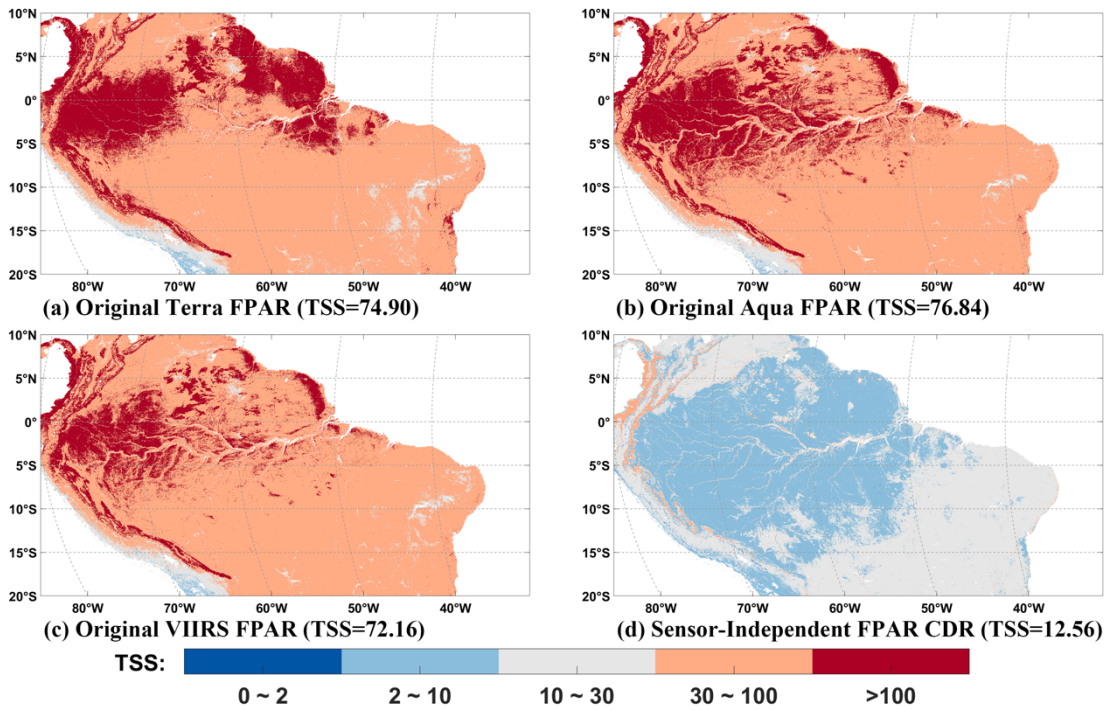 10°N
5°N
0°
5°S
10°S
15°S
20°S
80°W 70°W 60°W 50°W 40°W
(a) Original Terra FPAR (TSS=74.90)
10°N
5°N
0°
5°S
10°S
15°S
20°S
80°W 70°W 60°W 50°W 40°W
(b) Original Aqua FPAR (TSS=76.84)
10°N
5°N
0°
5°S
10°S
15°S
20°S
80°W 70°W 60°W 50°W 40°W
(c) Original VIIRS FPAR (TSS=72.16)
10°N
5°N
0°
5°S
10°S
15°S
20°S
80°W 70°W 60°W 50°W 40°W
(d) Sensor-Independent FPAR CDR (TSS=12.56)
TSS:
0 ~ 2 2 ~ 10 10 ~ 30 30 ~ 100 >100